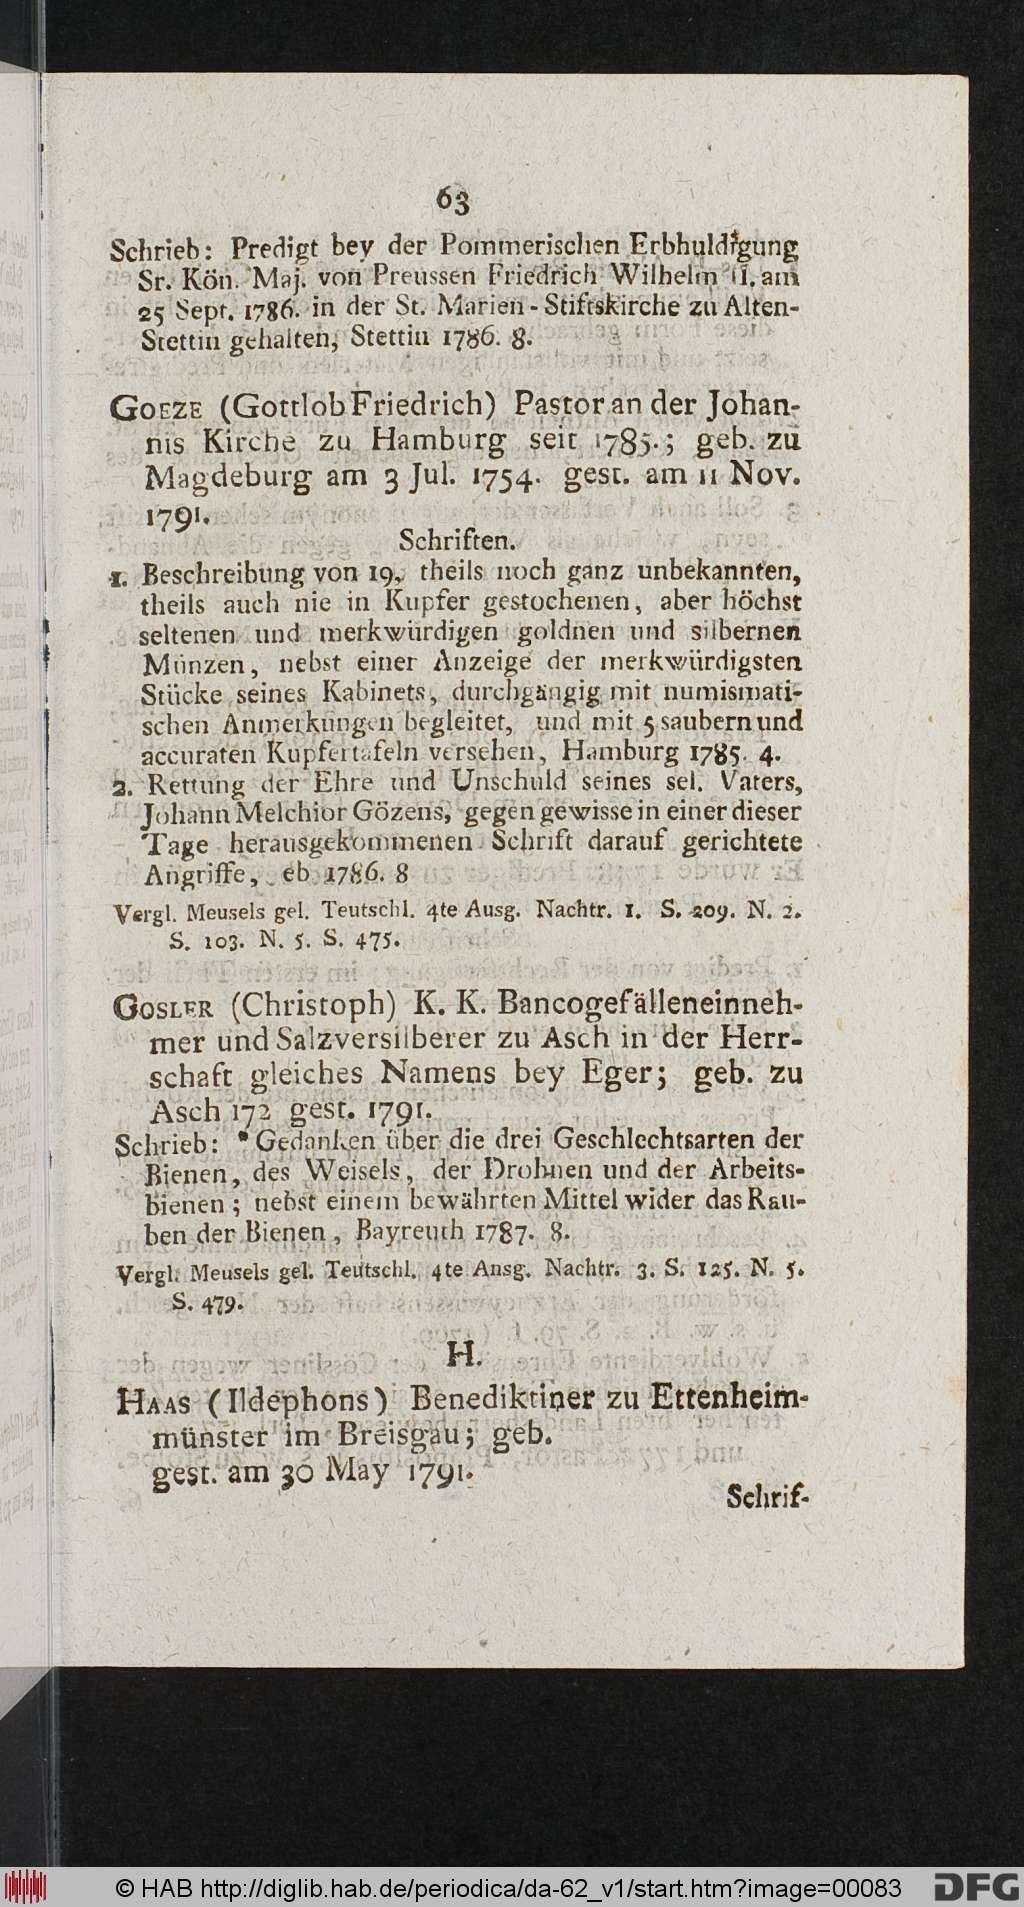 63
Schrieb: Predigt bey der Pommerischen Erbhuldigung
Sr. Kön. Maj. von Preussen Friedrich Wilhelm II. am
25 Sept. 1786. in der St. Marien-Stiftskirche zu Alten-
Stettin gehalten, Stettin 1786. 8.
GOEZE (Gottlob Friedrich) Pastor an der Johan-
nis Kirche zu Hamburg seit 1785.; geb. zu
Magdeburg am 3 Jul. 1754. gest. am 11 Nov.
1791.
Schriften.
1. Beschreibung von 19, theils noch ganz unbekannten,
theils auch nie in Kupfer gestochenen, aber höchst
seltenen und merkwürdigen goldnen und silbernen
Münzen, nebst einer Anzeige der merkwürdigsten
Stücke seines Kabinets, durchgängig mit numismati-
schen Anmerkungen begleitet, und mit 5 saubern und
accuraten Kupfertafeln versehen, Hamburg 1785. 4.
2. Rettung der Ehre und Unschuld seines sel. Vaters,
Johann Melchior Gözens, gegen gewisse in einer dieser
Tage herausgekommenen Schrift darauf gerichtete
Angriffe, eb 1786. 8
Vergl. Meusels gel. Teutschl. 4te Ausg. Nachtr. 1. S. 209. N. 2.
S. 103. N. 5. S. 475.
GOSLER (Christoph) K. K. Bancogefälleneinneh-
mer und Salzversilberer zu Asch in der Herr-
schaft gleiches Namens bey Eger; geb. zu
Asch 172 gest. 1791.
Schrieb: * Gedanken über die drei Geschlechtsarten der
Bienen, des Weisels, der Drohnen und der Arbeits-
bienen; nebst einem bewährten Mittel wider das Rau-
ben der Bienen, Bayreuth 1787. 8.
Vergl. Meusels gel. Teutschl. 4te Ansg. Nachtr. 3. S. 125. N. 5.
S. 479.
H.
HAAS (Ildephons) Benediktiner zu Ettenheim-
münster im Breisgau; geb.
gest. am 30 May 1791.
Schrif-
© HAB http://diglib.hab.de/periodica/da-62_v1/start.htm?image=00083
DFG